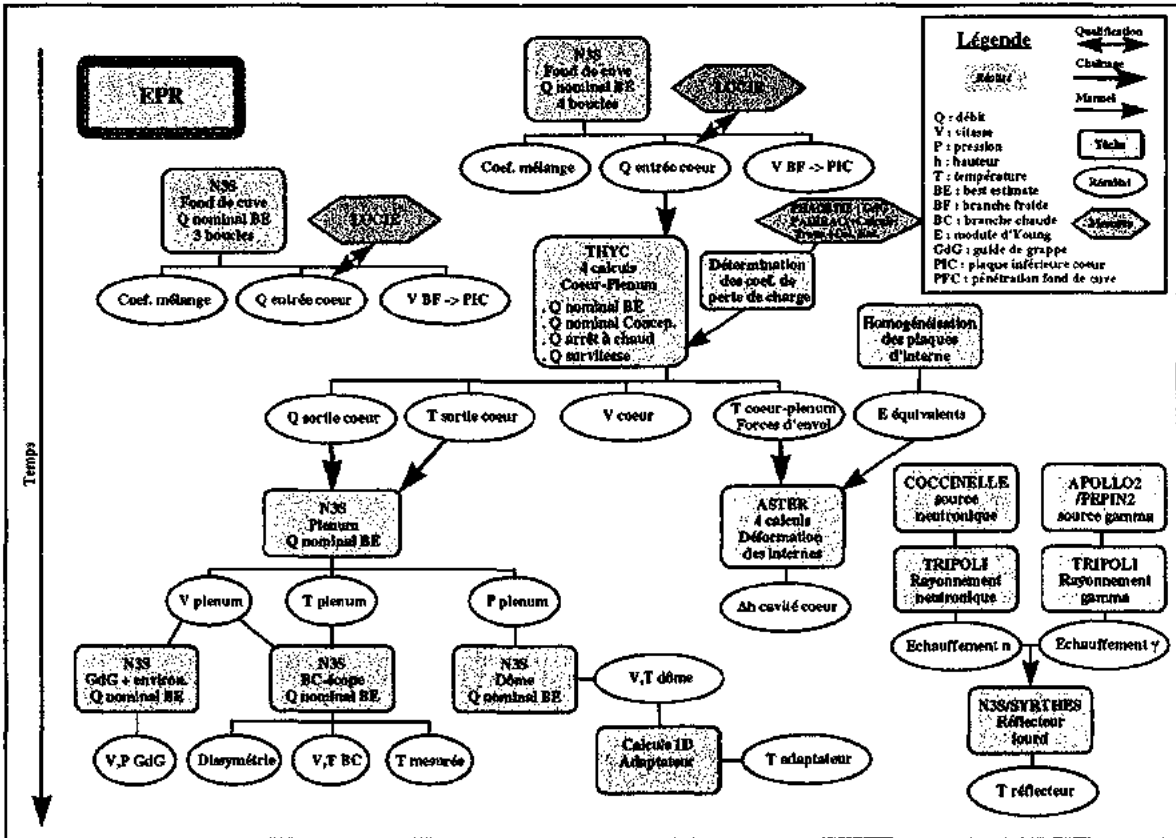 EPR
N3S
Fond de cuve
Q nominal BE
4 boucles
LUCIE
Coef. mélange
Q entrée coeur
V BF -> PIC
N3S
Fond de cuve
Q nominal BE
3 boucles
LUCIE
Coef. mélange
Q entrée coeur
V BF -> PIC
Légende
Réalisé
Qualification
Chaînage
Manuel
Q : débit
V : vitesse
P : pression
h : hauteur
T : température
BE : best estimate
BF : branche froide
BC : branche chaude
E : module d'Young
GdG : guide de grappe
PIC : plaque inférieure coeur
PFC : pénétration fond de cuve
Tâche
Résultat
Mesures
THYC
4 calculs
Coeur-Plenum
. Q nominal BE
. Q nominal Concep.
. Q arrêt à chaud
. Q survitesse
Détermination
des coef. de
perte de charge
Homogénéisation
des plaques
d'interne
Temps
Q sortie coeur
T sortie coeur
V coeur
T coeur-plenum
Forces d'envol
E équivalents
N3S
Plenum
Q nominal BE
ASTER
4 calculs
Déformation
des internes
COCCINELLE
source
neutronique
APOLLO2
/PEPIN2
source gamma
TRIPOLI
Rayonnement
neutronique
TRIPOLI
Rayonnement
gamma
V plenum
T plenum
P plenum
Δh cavité coeur
Echauffement n
Echauffement γ
N3S
GdG + environ.
Q nominal BE
N3S
BC-écope
Q nominal BE
N3S
Dôme
Q nominal BE
V,T dôme
N3S/SYRTHES
Réflecteur
lourd
V,P GdG
Dissymétrie
V,T BC
T mesurée
Calculs 1D
Adaptateur
T adaptateur
T réflecteur